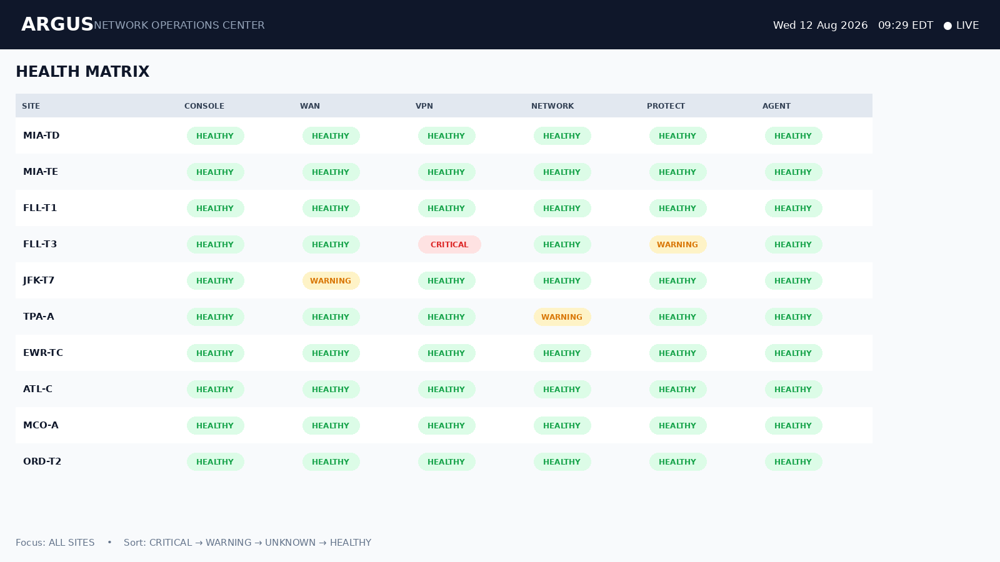 ARGUS NETWORK OPERATIONS CENTER Wed 12 Aug 2026 09:29 EDT ● LIVE
HEALTH MATRIX
SITE CONSOLE WAN VPN NETWORK PROTECT AGENT
MIA-TD HEALTHY HEALTHY HEALTHY HEALTHY HEALTHY HEALTHY
MIA-TE HEALTHY HEALTHY HEALTHY HEALTHY HEALTHY HEALTHY
FLL-T1 HEALTHY HEALTHY HEALTHY HEALTHY HEALTHY HEALTHY
FLL-T3 HEALTHY HEALTHY CRITICAL HEALTHY WARNING HEALTHY
JFK-T7 HEALTHY WARNING HEALTHY HEALTHY HEALTHY HEALTHY
TPA-A HEALTHY HEALTHY HEALTHY WARNING HEALTHY HEALTHY
EWR-TC HEALTHY HEALTHY HEALTHY HEALTHY HEALTHY HEALTHY
ATL-C HEALTHY HEALTHY HEALTHY HEALTHY HEALTHY HEALTHY
MCO-A HEALTHY HEALTHY HEALTHY HEALTHY HEALTHY HEALTHY
ORD-T2 HEALTHY HEALTHY HEALTHY HEALTHY HEALTHY HEALTHY
Focus: ALL SITES • Sort: CRITICAL → WARNING → UNKNOWN → HEALTHY